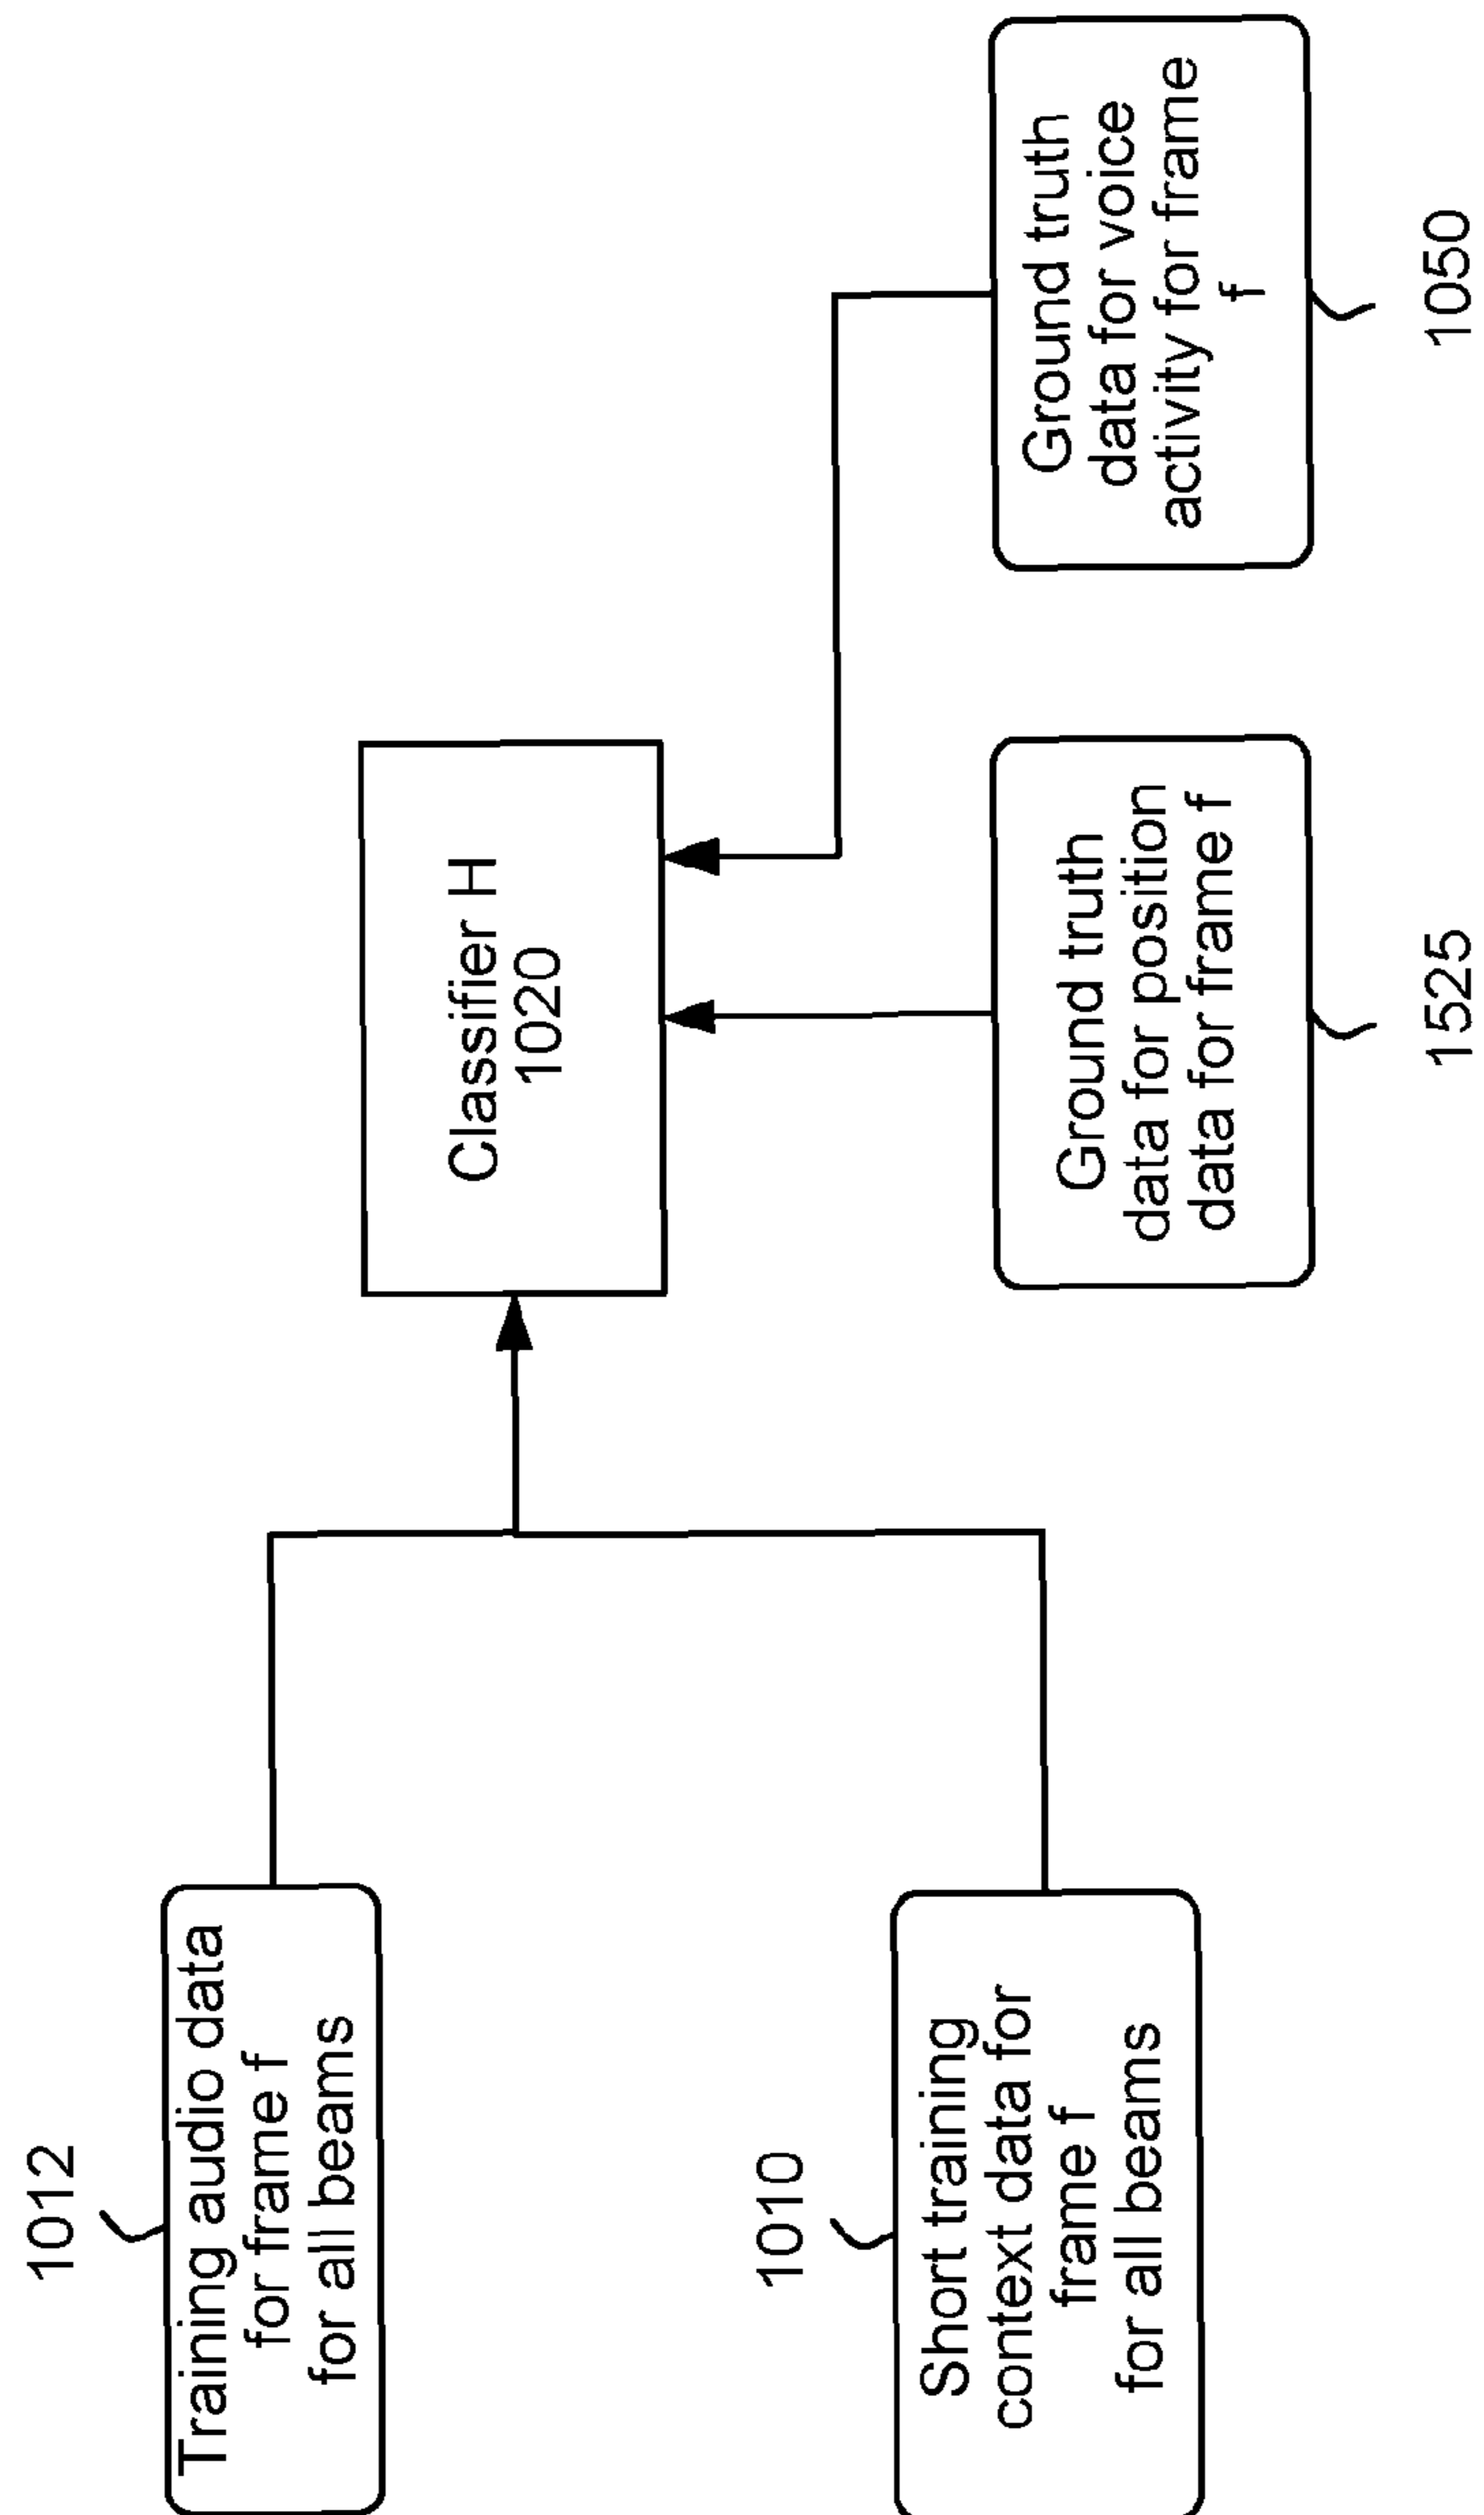 1012
Training audio data
for frame f
for all beams
1010
Short training
context data for
frame f
for all beams
Classifier H
1020
Ground truth
data for position
data for frame f
1525
Ground truth
data for voice
activity for frame
f
1050